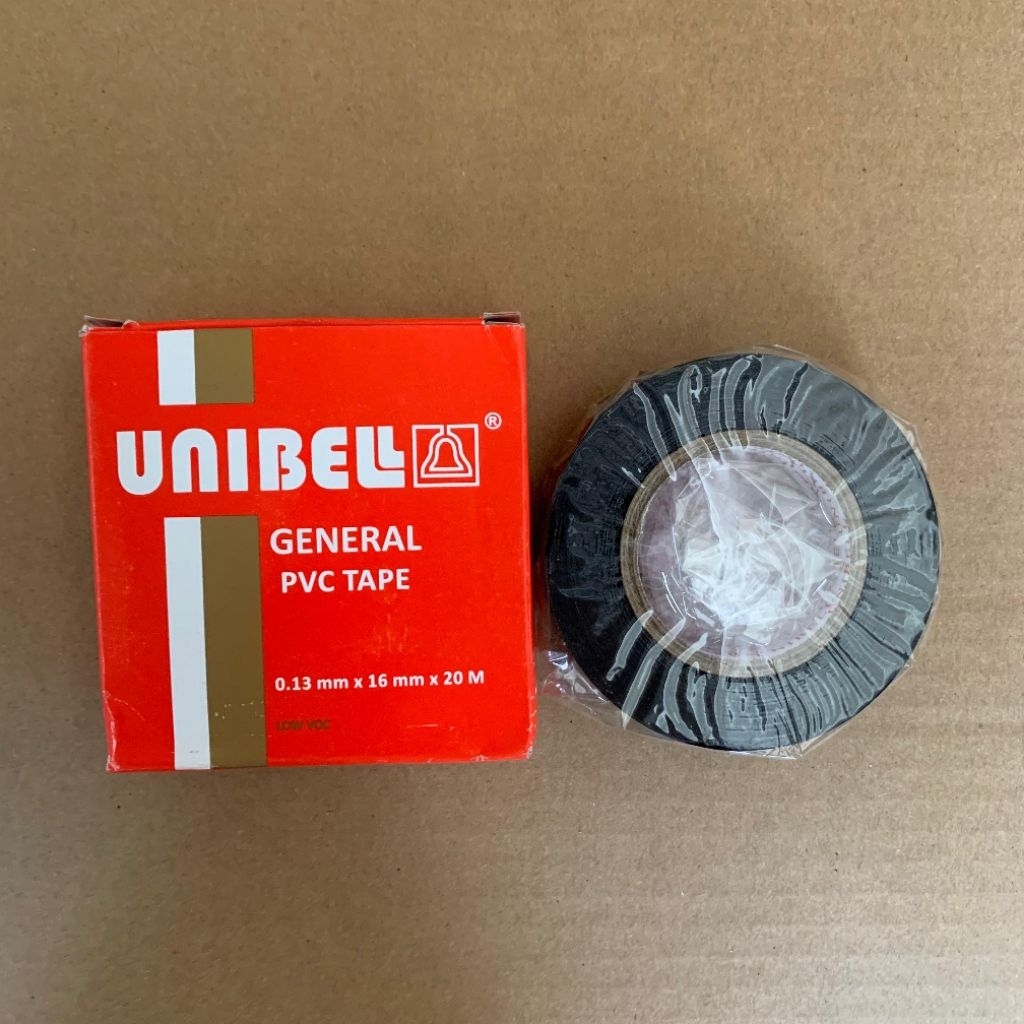 UNIBELL ®
GENERAL
PVC TAPE
0.13 mm x 16 mm x 20 M
LOW VOC